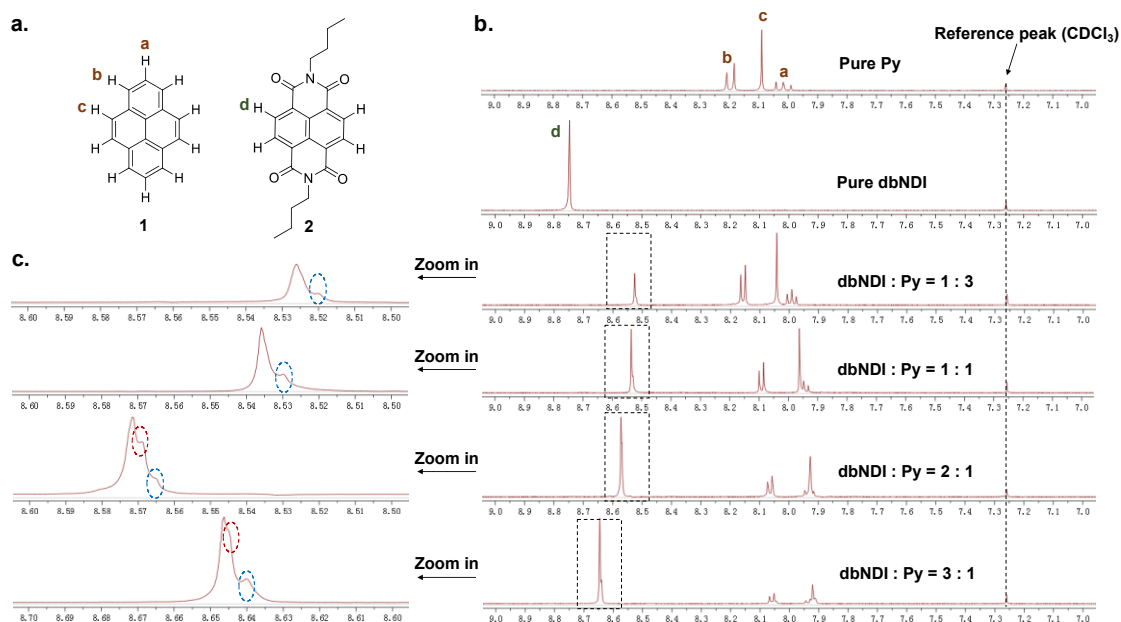 a.
a
H
b
H
H
c
H
H
H
H
H
H
H
1
O
N
O
d
H
H
H
H
O
N
O
2
b.
Reference peak (CDCl₃)
c
b
a
Pure Py
9.0 8.9 8.8 8.7 8.6 8.5 8.4 8.3 8.2 8.1 8.0 7.9 7.8 7.7 7.6 7.5 7.4 7.3 7.2 7.1 7.0
d
Pure dbNDI
9.0 8.9 8.8 8.7 8.6 8.5 8.4 8.3 8.2 8.1 8.0 7.9 7.8 7.7 7.6 7.5 7.4 7.3 7.2 7.1 7.0
dbNDI : Py = 1 : 3
9.0 8.9 8.8 8.7 8.6 8.5 8.4 8.3 8.2 8.1 8.0 7.9 7.8 7.7 7.6 7.5 7.4 7.3 7.2 7.1 7.0
dbNDI : Py = 1 : 1
9.0 8.9 8.8 8.7 8.6 8.5 8.4 8.3 8.2 8.1 8.0 7.9 7.8 7.7 7.6 7.5 7.4 7.3 7.2 7.1 7.0
dbNDI : Py = 2 : 1
9.0 8.9 8.8 8.7 8.6 8.5 8.4 8.3 8.2 8.1 8.0 7.9 7.8 7.7 7.6 7.5 7.4 7.3 7.2 7.1 7.0
dbNDI : Py = 3 : 1
9.0 8.9 8.8 8.7 8.6 8.5 8.4 8.3 8.2 8.1 8.0 7.9 7.8 7.7 7.6 7.5 7.4 7.3 7.2 7.1 7.0
c.
Zoom in
8.60 8.59 8.58 8.57 8.56 8.55 8.54 8.53 8.52 8.51 8.50
Zoom in
8.60 8.59 8.58 8.57 8.56 8.55 8.54 8.53 8.52 8.51 8.50
Zoom in
8.60 8.59 8.58 8.57 8.56 8.55 8.54 8.53 8.52 8.51 8.50
Zoom in
8.70 8.69 8.68 8.67 8.66 8.65 8.64 8.63 8.62 8.61 8.60